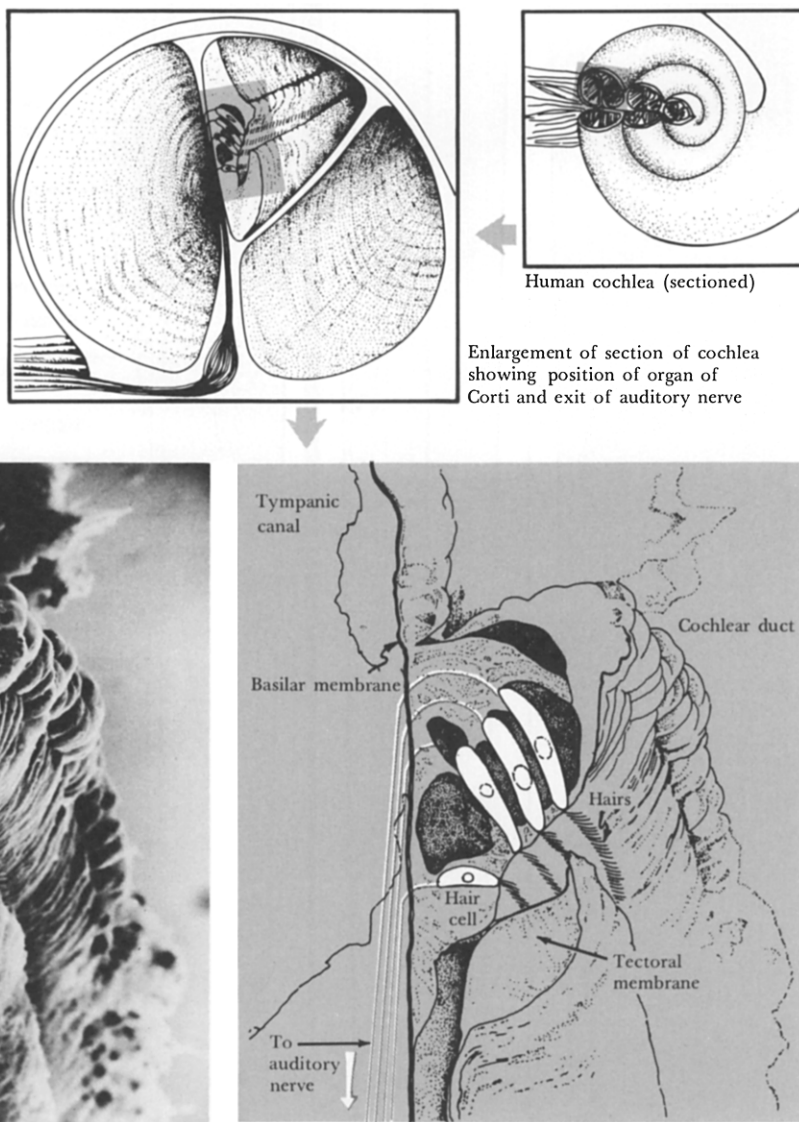 Human cochlea (sectioned)
Enlargement of section of cochlea
showing position of organ of
Corti and exit of auditory nerve
Tympanic
canal
Cochlear duct
Basilar membrane
Hairs
Hair
cell
Tectoral
membrane
To
auditory
nerve